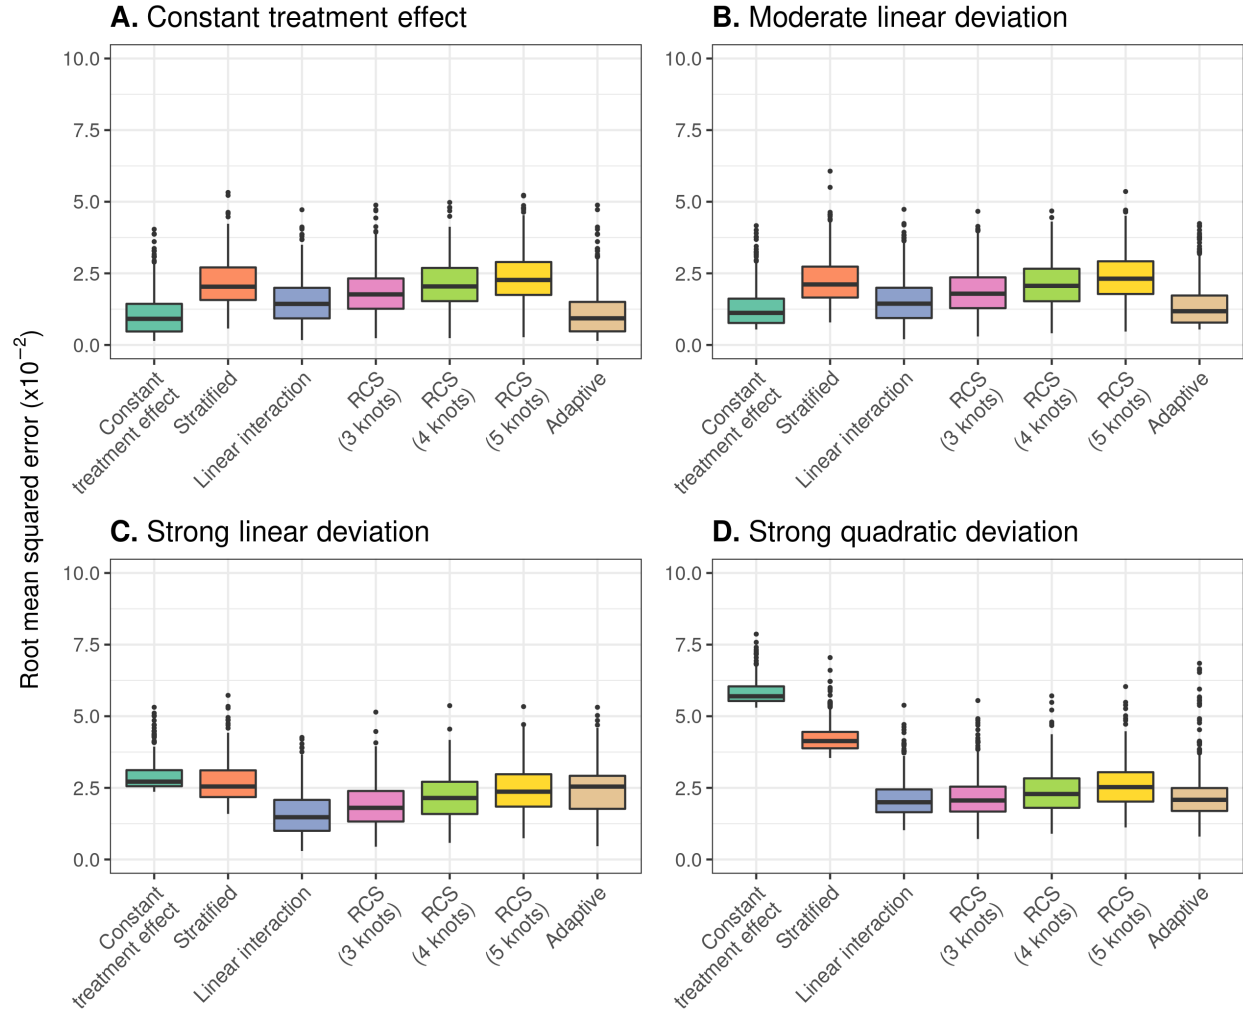 A. Constant treatment effect
10.0
7.5
5.0
2.5
0.0
Constant
treatment effect
Stratified
Linear interaction
RCS
(3 knots)
RCS
(4 knots)
RCS
(5 knots)
Adaptive
B. Moderate linear deviation
10.0
7.5
5.0
2.5
0.0
Constant
treatment effect
Stratified
Linear interaction
RCS
(3 knots)
RCS
(4 knots)
RCS
(5 knots)
Adaptive
Root mean squared error (x10⁻²)
C. Strong linear deviation
10.0
7.5
5.0
2.5
0.0
Constant
treatment effect
Stratified
Linear interaction
RCS
(3 knots)
RCS
(4 knots)
RCS
(5 knots)
Adaptive
D. Strong quadratic deviation
10.0
7.5
5.0
2.5
0.0
Constant
treatment effect
Stratified
Linear interaction
RCS
(3 knots)
RCS
(4 knots)
RCS
(5 knots)
Adaptive